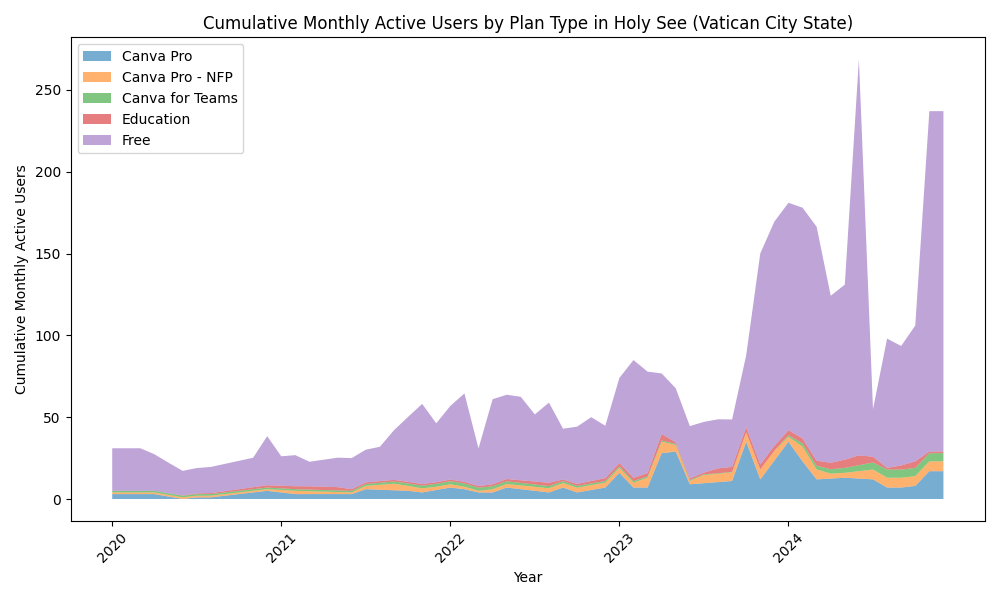 Cumulative Monthly Active Users by Plan Type in Holy See (Vatican City State)
Canva Pro
Canva Pro - NFP
Canva for Teams
Education
Free
250
200
150
100
50
0
Cumulative Monthly Active Users
2020
2021
2022
2023
2024
Year